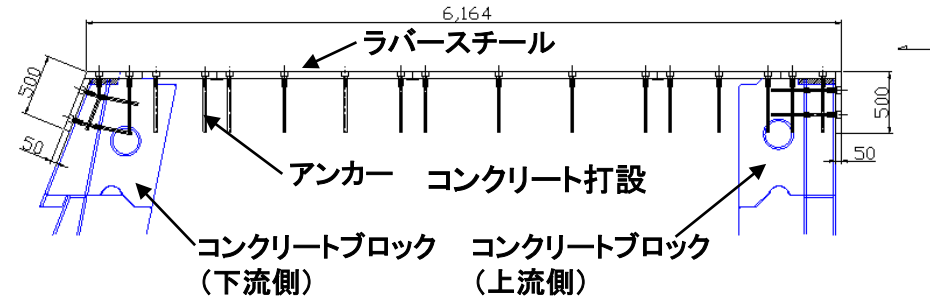 6,164
ラバースチール
500
50
500
50
アンカー
コンクリート打設
コンクリートブロック
（下流側）
コンクリートブロック
（上流側）